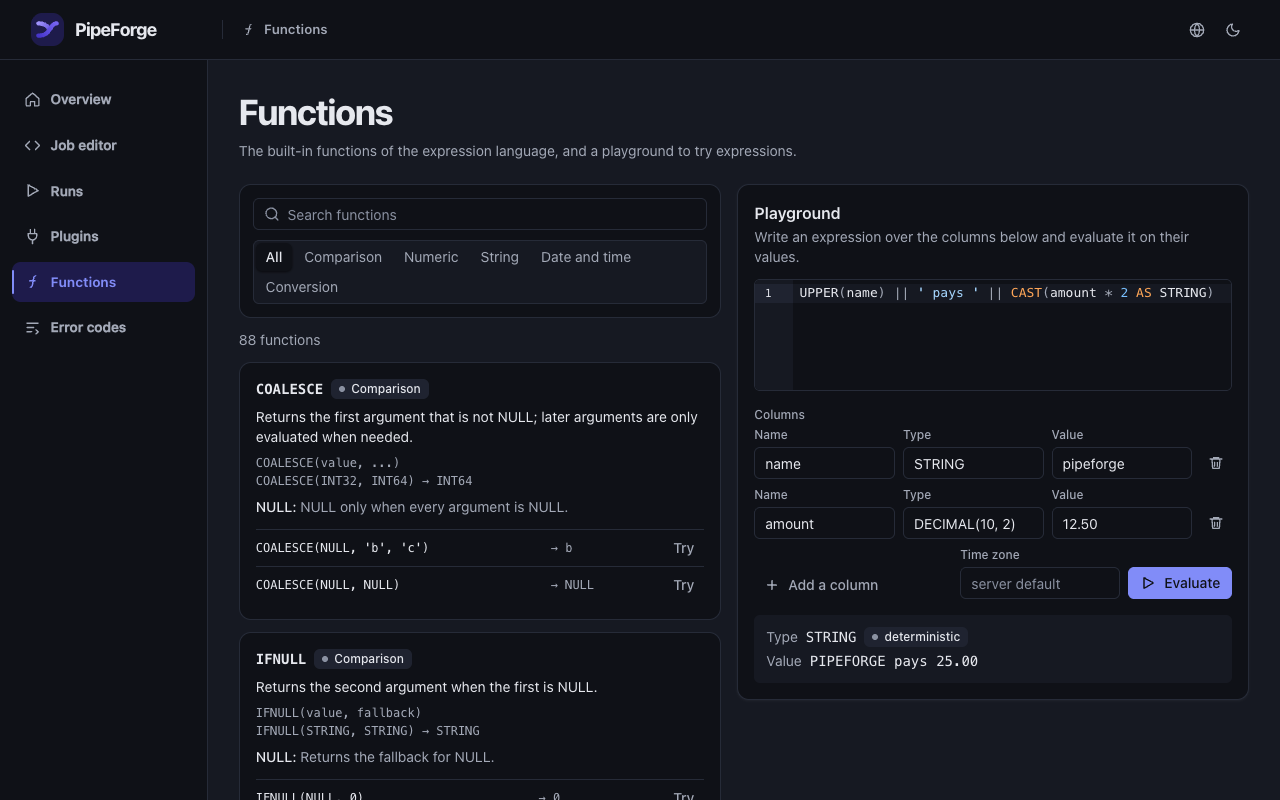 PipeForge
Functions
Overview
Job editor
Runs
Plugins
Functions
Error codes
Functions
The built-in functions of the expression language, and a playground to try expressions.
Search functions
All Comparison Numeric String Date and time
Conversion
88 functions
COALESCE Comparison
Returns the first argument that is not NULL; later arguments are only
evaluated when needed.
COALESCE(value, ...)
COALESCE(INT32, INT64) → INT64
NULL: NULL only when every argument is NULL.
COALESCE(NULL, 'b', 'c') → b Try
COALESCE(NULL, NULL) → NULL Try
IFNULL Comparison
Returns the second argument when the first is NULL.
IFNULL(value, fallback)
IFNULL(STRING, STRING) → STRING
NULL: Returns the fallback for NULL.
IFNULL(NULL, 0) → 0 Try
Playground
Write an expression over the columns below and evaluate it on their
values.
1 UPPER(name) || ' pays ' || CAST(amount * 2 AS STRING)
Columns
Name Type Value
name STRING pipeforge
Name Type Value
amount DECIMAL(10, 2) 12.50
Time zone
Add a column server default Evaluate
Type STRING deterministic
Value PIPEFORGE pays 25.00